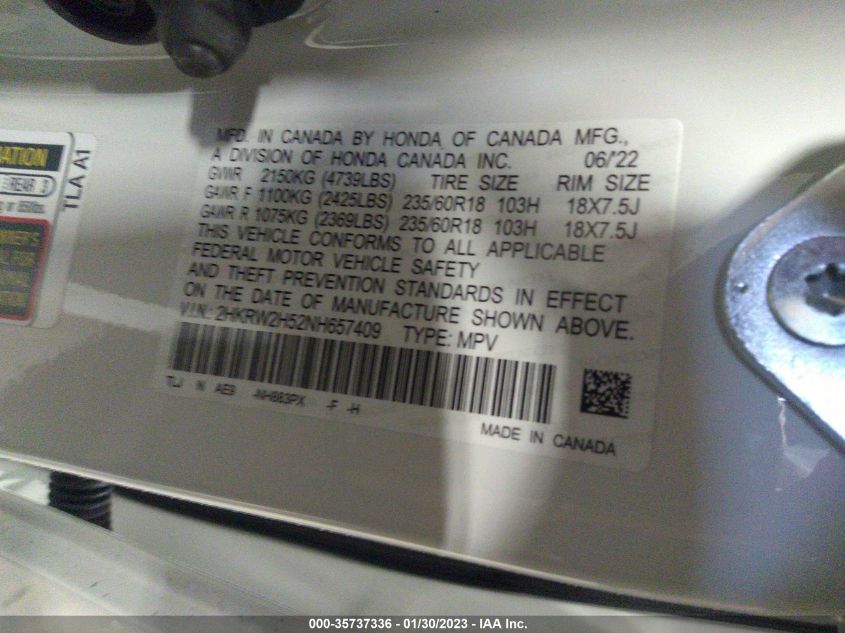 MFD. IN CANADA BY HONDA OF CANADA MFG.,
A DIVISION OF HONDA CANADA INC. 06/'22
GVWR 2150KG (4739LBS) TIRE SIZE RIM SIZE
GAWR F 1100KG (2425LBS) 235/60R18 103H 18X7.5J
GAWR R 1075KG (2369LBS) 235/60R18 103H 18X7.5J
THIS VEHICLE CONFORMS TO ALL APPLICABLE
FEDERAL MOTOR VEHICLE SAFETY
AND THEFT PREVENTION STANDARDS IN EFFECT
ON THE DATE OF MANUFACTURE SHOWN ABOVE.
V.I.N.: 2HKRW2H52NH657409 TYPE: MPV
TLJ IN AE9 -NH883PX -F -H
MADE IN CANADA
REAR 3
TLA A1
000-35737336 - 01/30/2023 - IAA Inc.